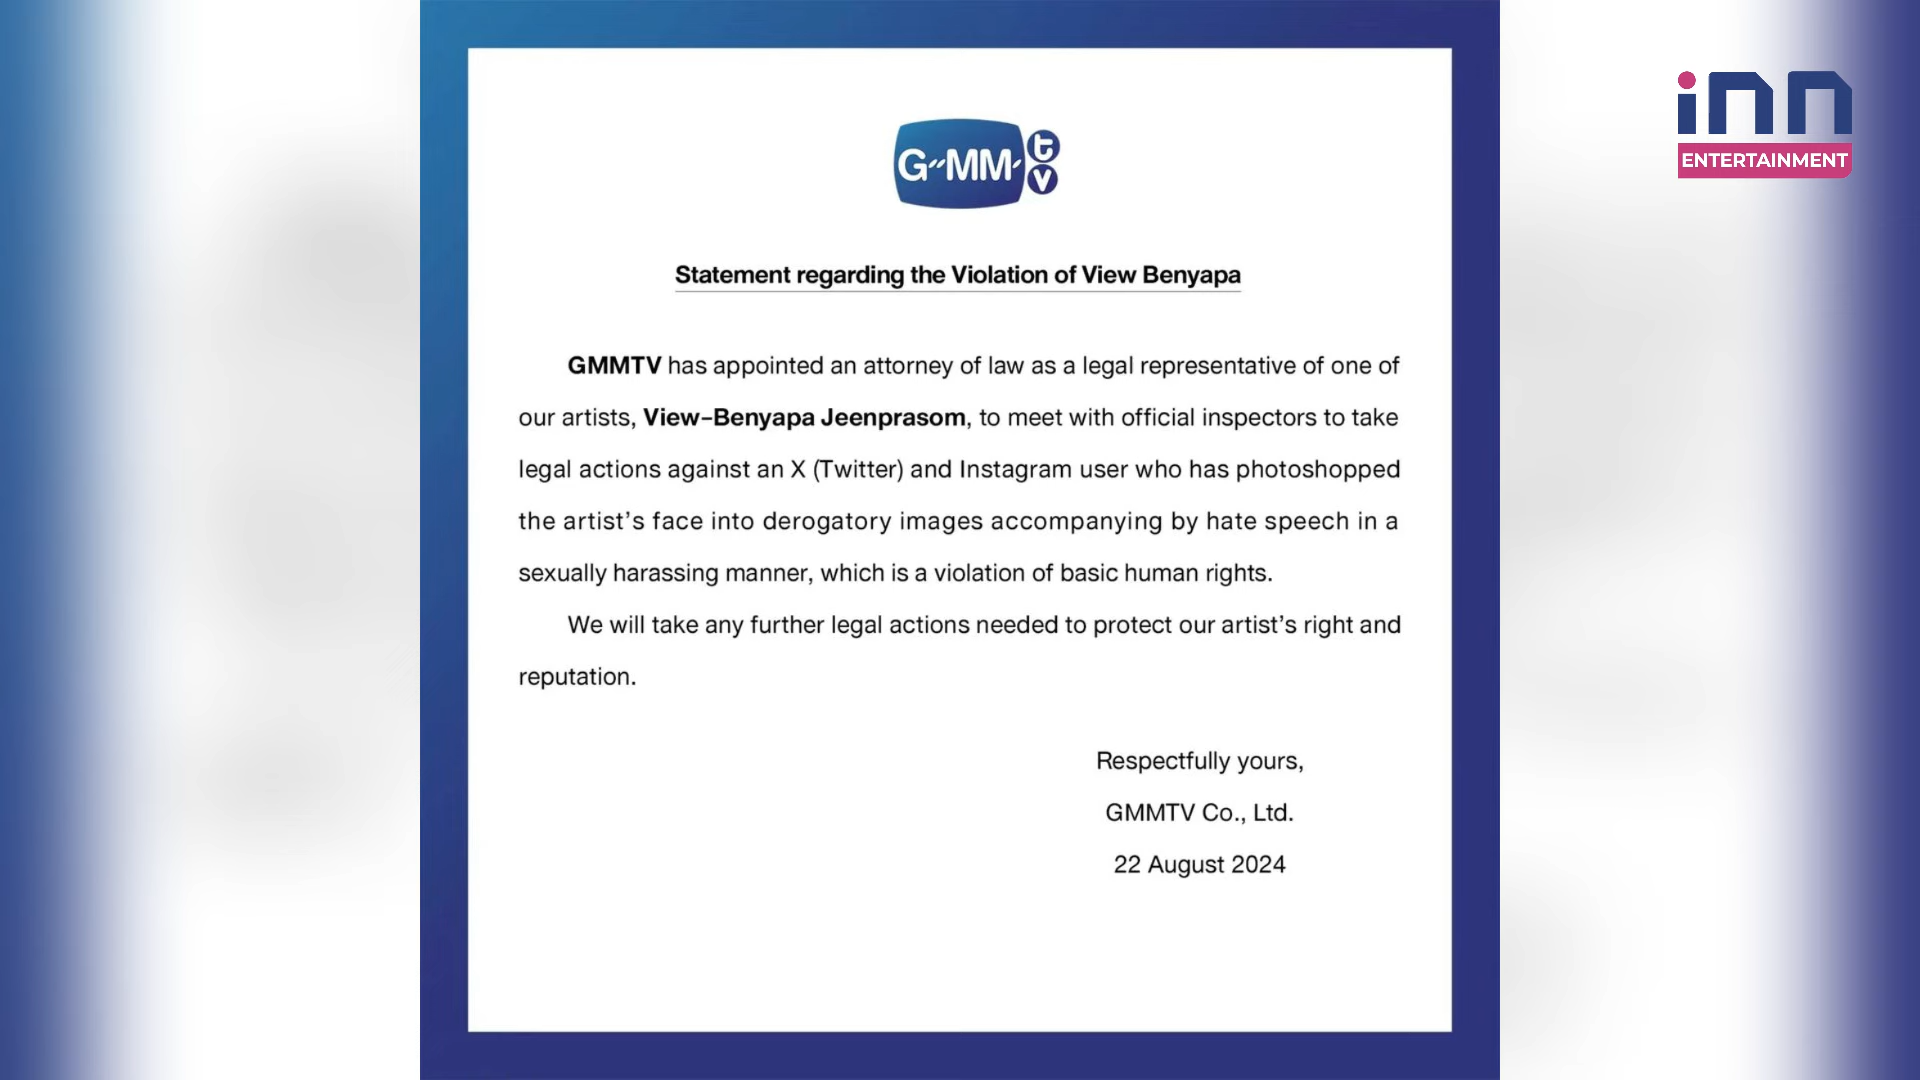 inn
ENTERTAINMENT
G-MM-tv
Statement regarding the Violation of View Benyapa
GMMTV has appointed an attorney of law as a legal representative of one of
our artists, View-Benyapa Jeenprasom, to meet with official inspectors to take
legal actions against an X (Twitter) and Instagram user who has photoshopped
the artist's face into derogatory images accompanying by hate speech in a
sexually harassing manner, which is a violation of basic human rights.
We will take any further legal actions needed to protect our artist's right and
reputation.
Respectfully yours,
GMMTV Co., Ltd.
22 August 2024